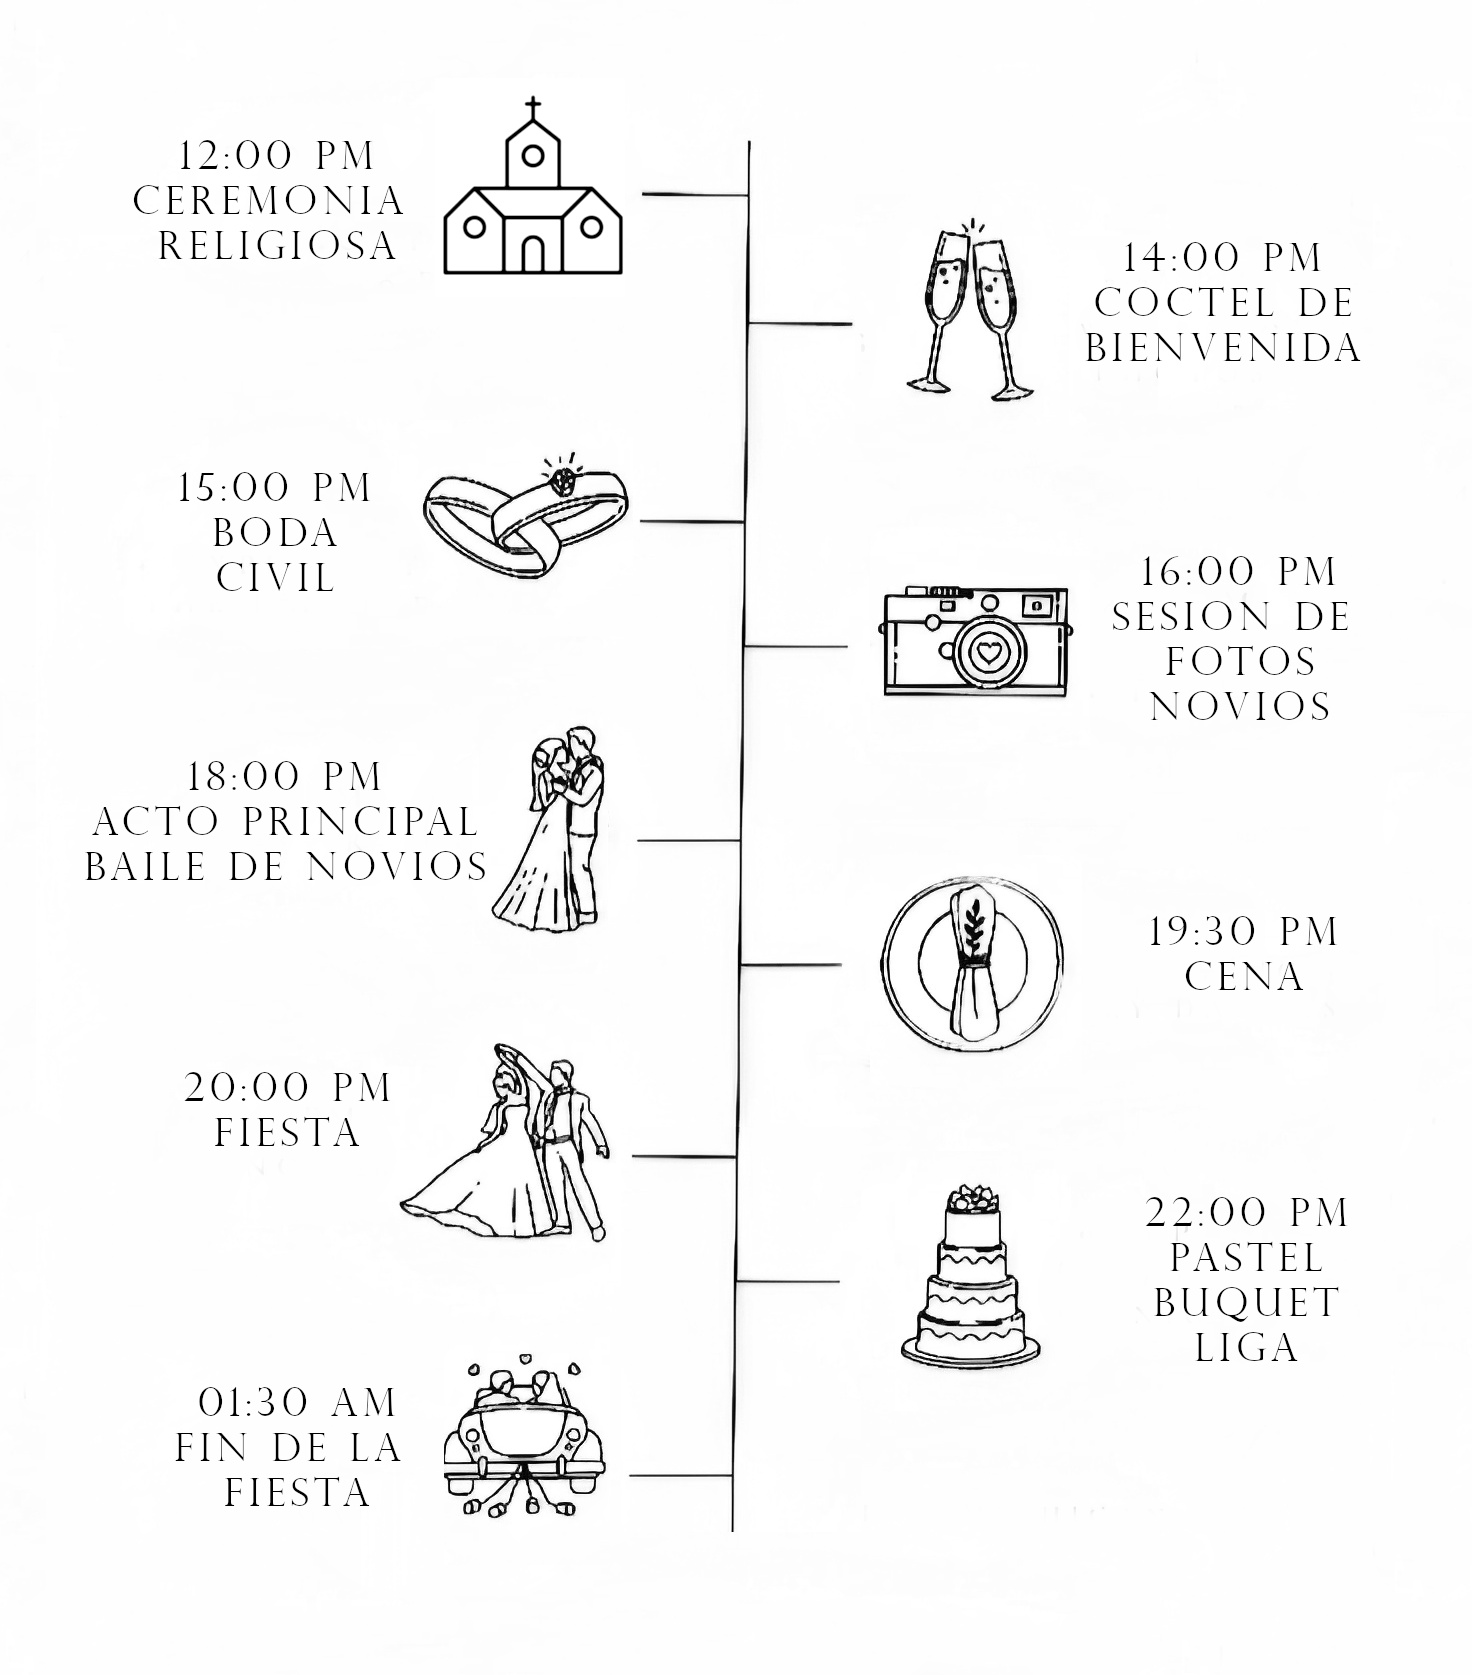 12:00 PM
CEREMONIA
RELIGIOSA
14:00 PM
COCTEL DE
BIENVENIDA
15:00 PM
BODA
CIVIL
16:00 PM
SESION DE
FOTOS
NOVIOS
18:00 PM
ACTO PRINCIPAL
BAILE DE NOVIOS
19:30 PM
CENA
20:00 PM
FIESTA
22:00 PM
PASTEL
BUQUET
LIGA
01:30 AM
FIN DE LA
FIESTA